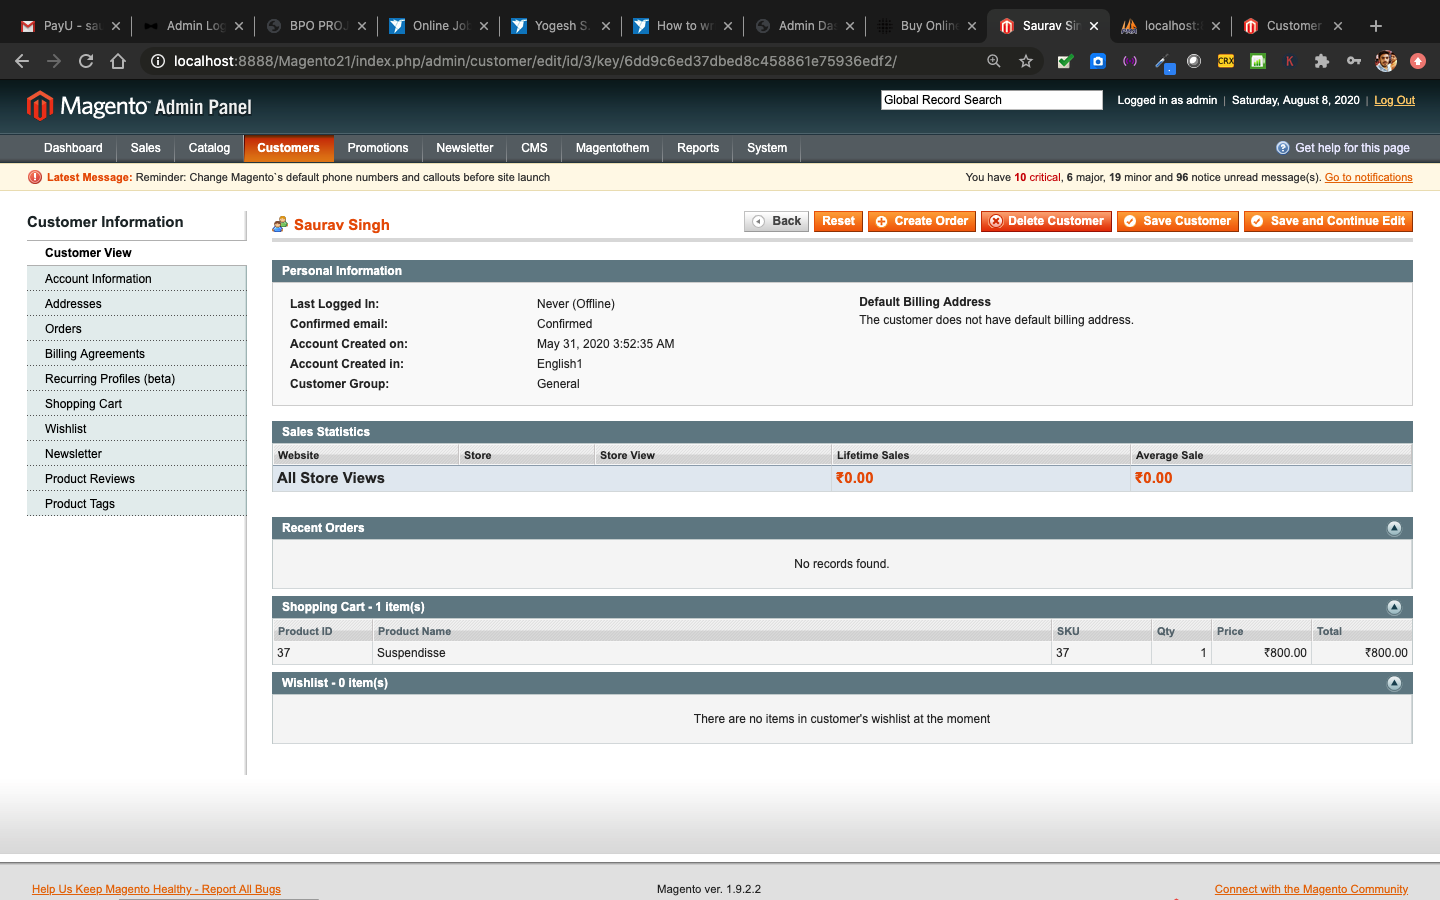 PayU - sau
Admin Log
BPO PROJ
Online Job
Yogesh S.
How to wr
Admin Das
Buy Online
Saurav Sin
localhost:
Customer
localhost:8888/Magento21/index.php/admin/customer/edit/id/3/key/6dd9c6ed37dbed8c458861e75936edf2/
CRX
K
Magento Admin Panel
Global Record Search
Logged in as admin | Saturday, August 8, 2020 | Log Out
Dashboard Sales Catalog Customers Promotions Newsletter CMS Magentothem Reports System
Get help for this page
Latest Message: Reminder: Change Magento`s default phone numbers and callouts before site launch
You have 10 critical, 6 major, 19 minor and 96 notice unread message(s). Go to notifications
Customer Information
Customer View
Account Information
Addresses
Orders
Billing Agreements
Recurring Profiles (beta)
Shopping Cart
Wishlist
Newsletter
Product Reviews
Product Tags
Saurav Singh
Back Reset Create Order Delete Customer Save Customer Save and Continue Edit
Personal Information
Last Logged In: Never (Offline)
Confirmed email: Confirmed
Account Created on: May 31, 2020 3:52:35 AM
Account Created in: English1
Customer Group: General
Default Billing Address
The customer does not have default billing address.
Sales Statistics
Website Store Store View Lifetime Sales Average Sale
All Store Views ₹0.00 ₹0.00
Recent Orders
No records found.
Shopping Cart - 1 item(s)
Product ID Product Name SKU Qty Price Total
37 Suspendisse 37 1 ₹800.00 ₹800.00
Wishlist - 0 item(s)
There are no items in customer's wishlist at the moment
Help Us Keep Magento Healthy - Report All Bugs
Magento ver. 1.9.2.2
Connect with the Magento Community